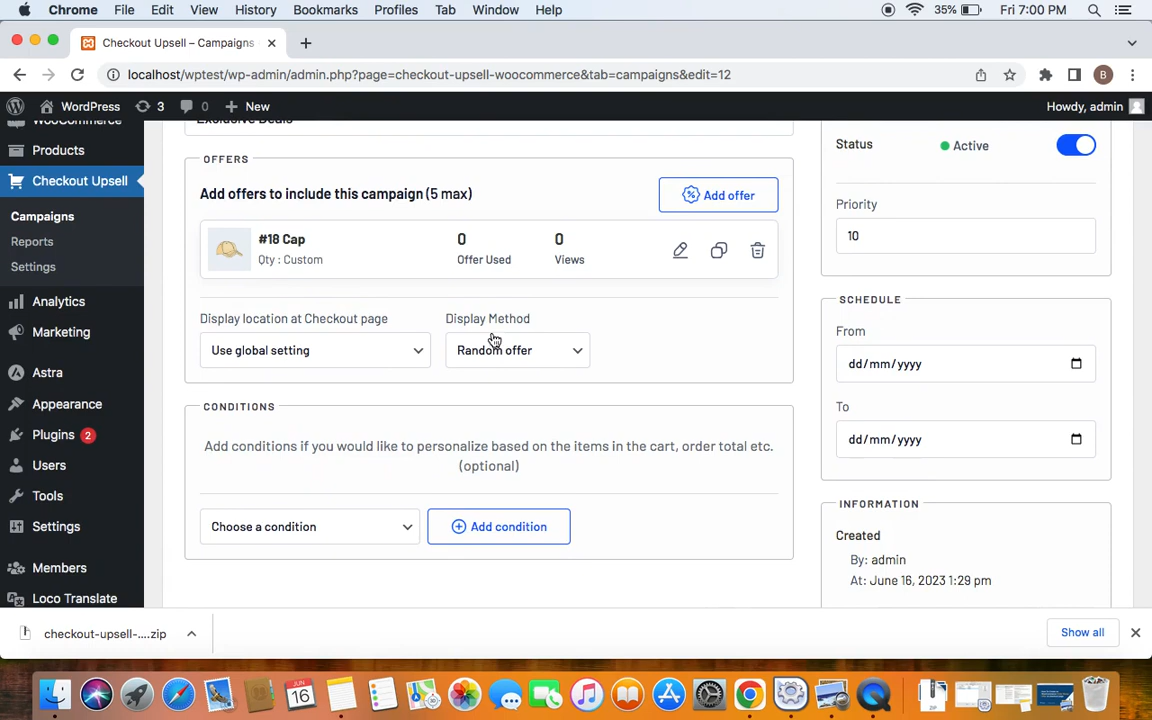 Chrome File Edit View History Bookmarks Profiles Tab Window Help 35% Fri 7:00 PM
Checkout Upsell – Campaigns
localhost/wptest/wp-admin/admin.php?page=checkout-upsell-woocommerce&tab=campaigns&edit=12 B
WordPress 3 0 New Howdy, admin
WooCommerce
Products
Checkout Upsell
Campaigns
Reports
Settings
Analytics
Marketing
Astra
Appearance
Plugins 2
Users
Tools
Settings
Members
Loco Translate
Exclusive Deals
OFFERS
Add offers to include this campaign (5 max)
Add offer
#18 Cap
Qty : Custom
0
Offer Used
0
Views
Display location at Checkout page
Use global setting
Display Method
Random offer
CONDITIONS
Add conditions if you would like to personalize based on the items in the cart, order total etc.
(optional)
Choose a condition
Add condition
Status
Active
Priority
10
SCHEDULE
From
dd/mm/yyyy
To
dd/mm/yyyy
INFORMATION
Created
By: admin
At: June 16, 2023 1:29 pm
checkout-upsell-....zip
Show all
JUN
16